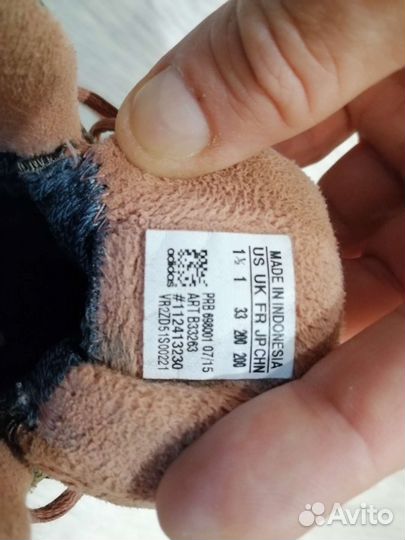 MADE IN INDONESIA
US UK FR JP CHN
1½ 1 33 200 200
adidas
PRB 698001 07/15
ART B33263
#112413230
VR2ZD51S00221
Avito